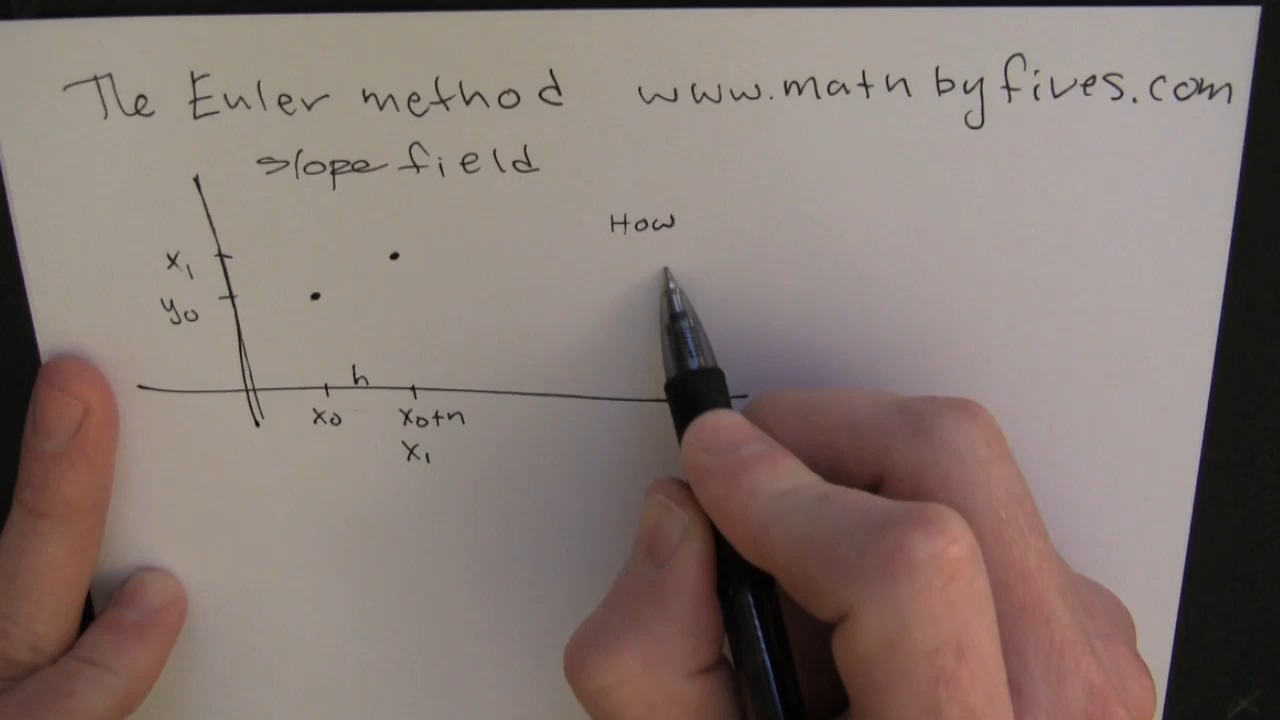 The Euler method www.mathbyfives.com
slope field
How
x₁
y₀
h
x₀ x₀+h
x₁